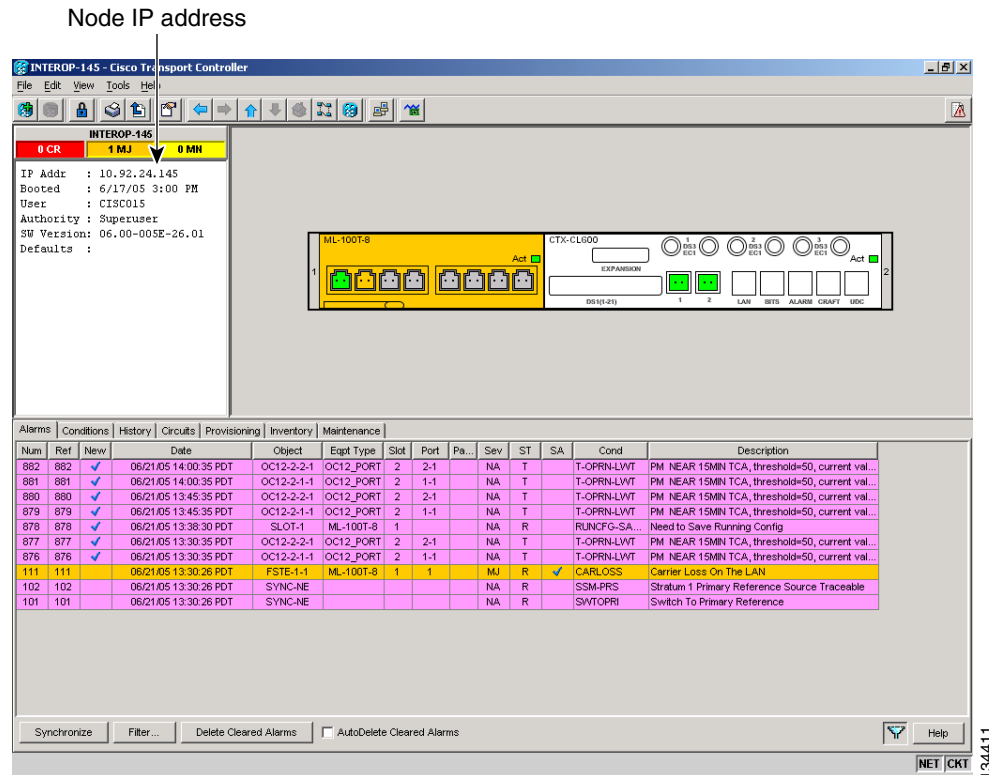 Node IP address
INTEROP-145 - Cisco Transport Controller
File Edit View Tools Help
INTEROP-145
0 CR 1 MJ 0 MN
IP Addr : 10.92.24.145
Booted : 6/17/05 3:00 PM
User : CISCO15
Authority : Superuser
SW Version: 06.00-005E-26.01
Defaults :
ML-100T-8
Act
1
CTX-CL600
EXPANSION
DS1(1-21)
1 DS3 EC1
2 DS3 EC1
3 DS3 EC1
Act
2
1 2 LAN BITS ALARM CRAFT UDC
Alarms Conditions History Circuits Provisioning Inventory Maintenance
Num Ref New Date Object Eqpt Type Slot Port Pa... Sev ST SA Cond Description
882 882 06/21/05 14:00:35 PDT OC12-2-2-1 OC12_PORT 2 2-1 NA T T-OPRN-LWT PM NEAR 15MIN TCA, threshold=50, current val...
881 881 06/21/05 14:00:35 PDT OC12-2-1-1 OC12_PORT 2 1-1 NA T T-OPRN-LWT PM NEAR 15MIN TCA, threshold=50, current val...
880 880 06/21/05 13:45:35 PDT OC12-2-2-1 OC12_PORT 2 2-1 NA T T-OPRN-LWT PM NEAR 15MIN TCA, threshold=50, current val...
879 879 06/21/05 13:45:35 PDT OC12-2-1-1 OC12_PORT 2 1-1 NA T T-OPRN-LWT PM NEAR 15MIN TCA, threshold=50, current val...
878 878 06/21/05 13:38:30 PDT SLOT-1 ML-100T-8 1 NA R RUNCFG-SA... Need to Save Running Config
877 877 06/21/05 13:30:35 PDT OC12-2-2-1 OC12_PORT 2 2-1 NA T T-OPRN-LWT PM NEAR 15MIN TCA, threshold=50, current val...
876 876 06/21/05 13:30:35 PDT OC12-2-1-1 OC12_PORT 2 1-1 NA T T-OPRN-LWT PM NEAR 15MIN TCA, threshold=50, current val...
111 111 06/21/05 13:30:26 PDT FSTE-1-1 ML-100T-8 1 1 MJ R CARLOSS Carrier Loss On The LAN
102 102 06/21/05 13:30:26 PDT SYNC-NE NA R SSM-PRS Stratum 1 Primary Reference Source Traceable
101 101 06/21/05 13:30:26 PDT SYNC-NE NA R SWTOPRI Switch To Primary Reference
Synchronize Filter... Delete Cleared Alarms AutoDelete Cleared Alarms Help
NET CKT
134411